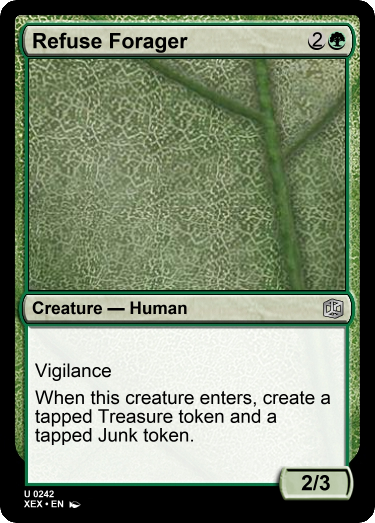 Refuse Forager 2
Creature — Human
Vigilance
When this creature enters, create a
tapped Treasure token and a
tapped Junk token.
2/3
U 0242
XEX • EN